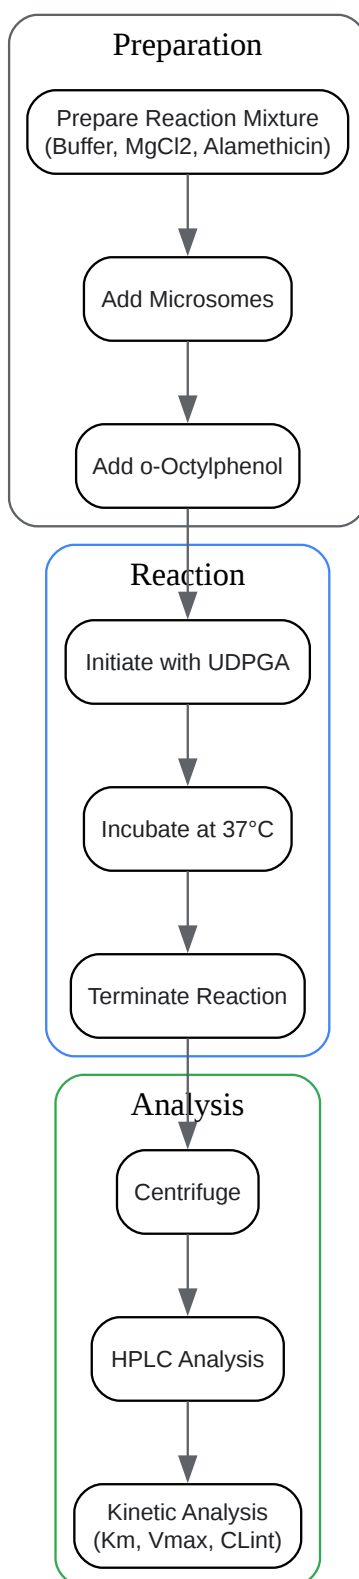 Preparation
Prepare Reaction Mixture
(Buffer, MgCl2, Alamethicin)
Add Microsomes
Add o-Octylphenol
Reaction
Initiate with UDPGA
Incubate at 37°C
Terminate Reaction
Analysis
Centrifuge
HPLC Analysis
Kinetic Analysis
(Km, Vmax, CLint)